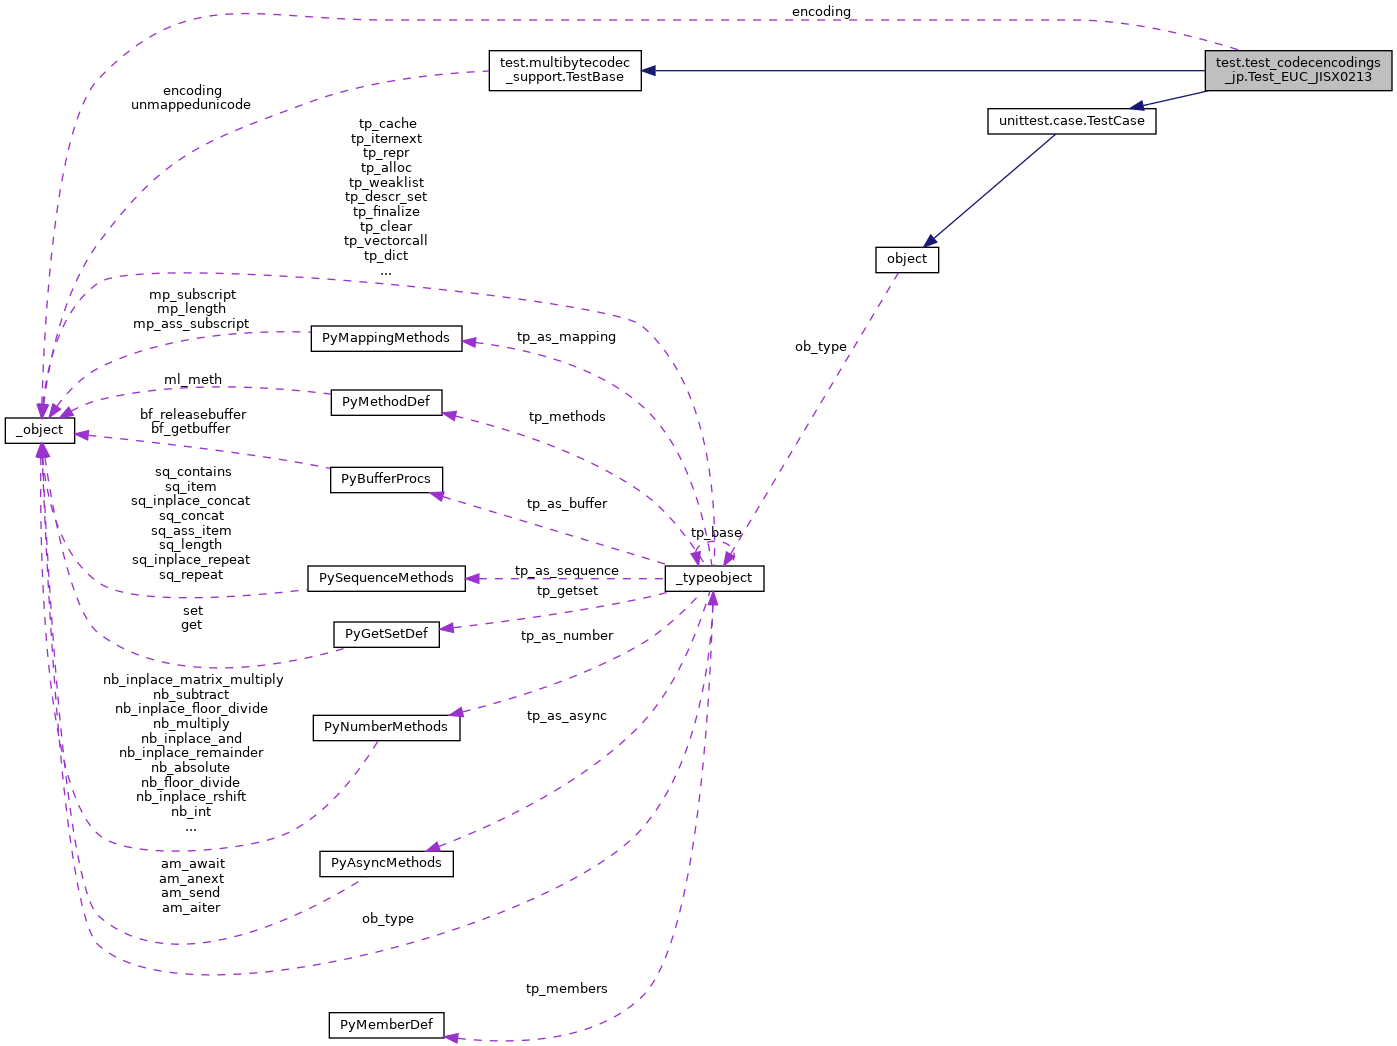 encoding
test.test_codecencodings
_jp.Test_EUC_JISX0213
test.multibytecodec
_support.TestBase
encoding
unmappedunicode
unittest.case.TestCase
tp_cache
tp_iternext
tp_repr
tp_alloc
tp_weaklist
tp_descr_set
tp_finalize
tp_clear
tp_vectorcall
tp_dict
...
object
mp_subscript
mp_length
mp_ass_subscript
PyMappingMethods
tp_as_mapping
ob_type
ml_meth
PyMethodDef
tp_methods
_object
bf_releasebuffer
bf_getbuffer
PyBufferProcs
tp_as_buffer
sq_contains
sq_item
sq_inplace_concat
sq_concat
sq_ass_item
sq_length
sq_inplace_repeat
sq_repeat
tp_base
PySequenceMethods
tp_as_sequence
_typeobject
tp_getset
set
get
PyGetSetDef
tp_as_number
nb_inplace_matrix_multiply
nb_subtract
nb_inplace_floor_divide
nb_multiply
nb_inplace_and
nb_inplace_remainder
nb_absolute
nb_floor_divide
nb_inplace_rshift
nb_int
...
PyNumberMethods
tp_as_async
am_await
am_anext
am_send
am_aiter
PyAsyncMethods
ob_type
tp_members
PyMemberDef